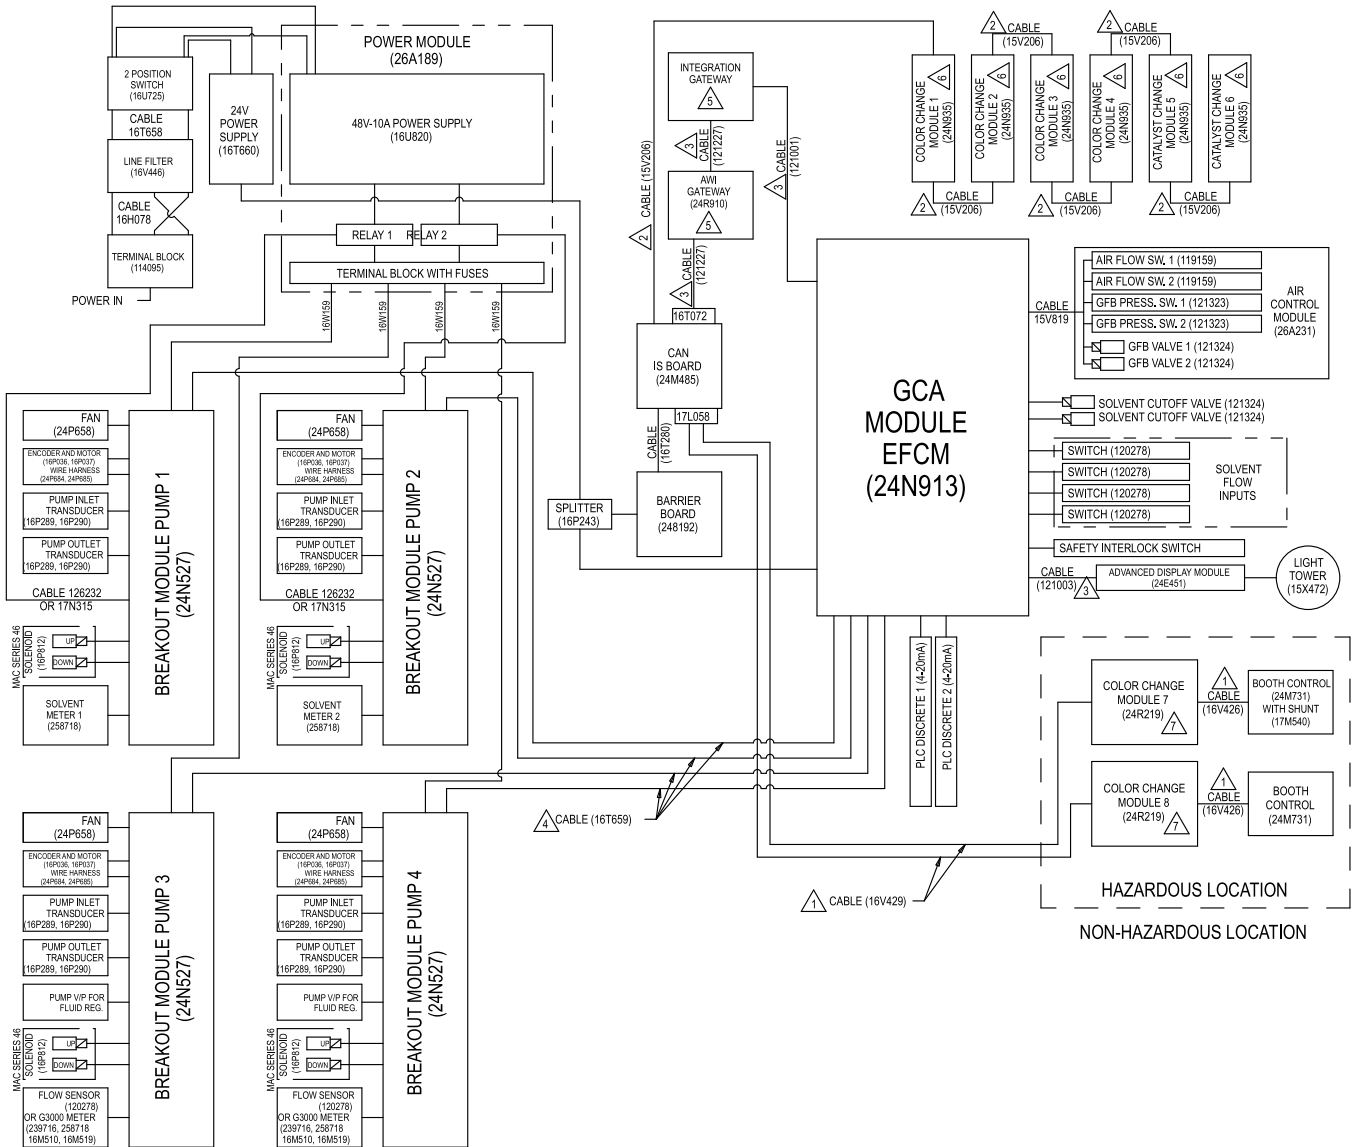 POWER MODULE
(26A189)
2 POSITION
SWITCH
(16U725)
CABLE
16T658
LINE FILTER
(16V446)
CABLE
16H078
TERMINAL BLOCK
(114095)
POWER IN
24V
POWER
SUPPLY
(16T660)
48V-10A POWER SUPPLY
(16U820)
RELAY 1
RELAY 2
TERMINAL BLOCK WITH FUSES
16W159
16W159
16W159
16W159
INTEGRATION
GATEWAY
5
3
CABLE
(121227)
AWI
GATEWAY
(24R910)
5
3
CABLE
(121227)
3
CABLE
(121001)
2
CABLE (15V206)
16T072
CAN
IS BOARD
(24M485)
17L058
CABLE
(16T280)
BARRIER
BOARD
(248192)
SPLITTER
(16P243)
2
CABLE
(15V206)
2
CABLE
(15V206)
COLOR CHANGE
MODULE 1
(24N935)
6
COLOR CHANGE
MODULE 2
(24N935)
6
COLOR CHANGE
MODULE 3
(24N935)
6
COLOR CHANGE
MODULE 4
(24N935)
6
CATALYST CHANGE
MODULE 5
(24N935)
6
CATALYST CHANGE
MODULE 6
(24N935)
6
2
CABLE
(15V206)
2
CABLE
(15V206)
2
CABLE
(15V206)
GCA
MODULE
EFCM
(24N913)
CABLE
15V819
AIR FLOW SW. 1 (119159)
AIR FLOW SW. 2 (119159)
GFB PRESS. SW. 1 (121323)
GFB PRESS. SW. 2 (121323)
GFB VALVE 1 (121324)
GFB VALVE 2 (121324)
AIR
CONTROL
MODULE
(26A231)
SOLVENT CUTOFF VALVE (121324)
SOLVENT CUTOFF VALVE (121324)
SWITCH (120278)
SWITCH (120278)
SWITCH (120278)
SWITCH (120278)
SOLVENT
FLOW
INPUTS
SAFETY INTERLOCK SWITCH
CABLE
(121003)
3
ADVANCED DISPLAY MODULE
(24E451)
LIGHT
TOWER
(15X472)
PLC DISCRETE 1 (4-20mA)
PLC DISCRETE 2 (4-20mA)
COLOR CHANGE
MODULE 7
(24R219)
7
1
CABLE
(16V426)
BOOTH CONTROL
(24M731)
WITH SHUNT
(17M540)
COLOR CHANGE
MODULE 8
(24R219)
7
1
CABLE
(16V426)
BOOTH
CONTROL
(24M731)
HAZARDOUS LOCATION
NON-HAZARDOUS LOCATION
4
CABLE (16T659)
1
CABLE (16V429)
FAN
(24P658)
ENCODER AND MOTOR
(16P036, 16P037)
WIRE HARNESS
(24P684, 24P685)
PUMP INLET
TRANSDUCER
(16P289, 16P290)
PUMP OUTLET
TRANSDUCER
(16P289, 16P290)
CABLE 126232
OR 17N315
MAC SERIES 46
SOLENOID
(16P812)
UP
DOWN
SOLVENT
METER 1
(258718)
BREAKOUT MODULE PUMP 1
(24N527)
FAN
(24P658)
ENCODER AND MOTOR
(16P036, 16P037)
WIRE HARNESS
(24P684, 24P685)
PUMP INLET
TRANSDUCER
(16P289, 16P290)
PUMP OUTLET
TRANSDUCER
(16P289, 16P290)
CABLE 126232
OR 17N315
MAC SERIES 46
SOLENOID
(16P812)
UP
DOWN
SOLVENT
METER 2
(258718)
BREAKOUT MODULE PUMP 2
(24N527)
FAN
(24P658)
ENCODER AND MOTOR
(16P036, 16P037)
WIRE HARNESS
(24P684, 24P685)
PUMP INLET
TRANSDUCER
(16P289, 16P290)
PUMP OUTLET
TRANSDUCER
(16P289, 16P290)
PUMP V/P FOR
FLUID REG.
MAC SERIES 46
SOLENOID
(16P812)
UP
DOWN
FLOW SENSOR
(120278)
OR G3000 METER
(239716, 258718
16M510, 16M519)
BREAKOUT MODULE PUMP 3
(24N527)
FAN
(24P658)
ENCODER AND MOTOR
(16P036, 16P037)
WIRE HARNESS
(24P684, 24P685)
PUMP INLET
TRANSDUCER
(16P289, 16P290)
PUMP OUTLET
TRANSDUCER
(16P289, 16P290)
PUMP V/P FOR
FLUID REG.
MAC SERIES 46
SOLENOID
(16P812)
UP
DOWN
FLOW SENSOR
(120278)
OR G3000 METER
(239716, 258718
16M510, 16M519)
BREAKOUT MODULE PUMP 4
(24N527)